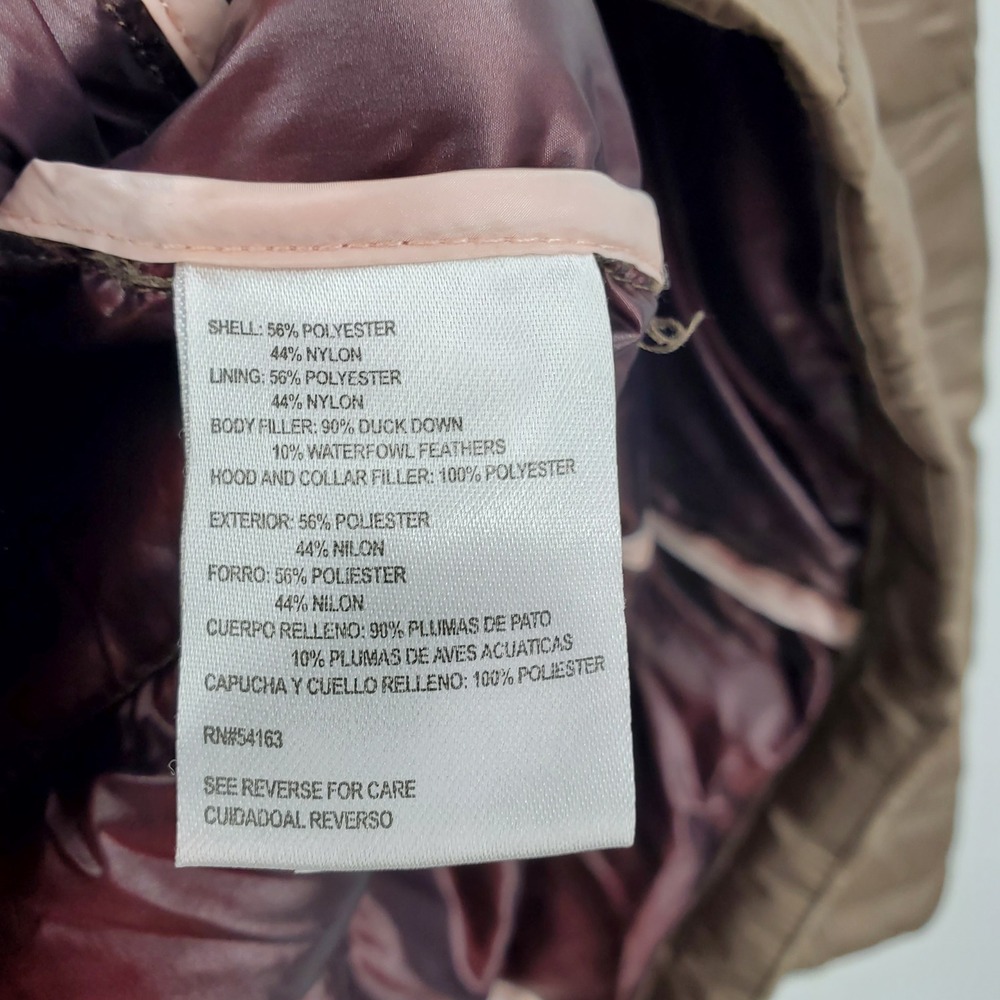 SHELL: 56% POLYESTER
44% NYLON
LINING: 56% POLYESTER
44% NYLON
BODY FILLER: 90% DUCK DOWN
10% WATERFOWL FEATHERS
HOOD AND COLLAR FILLER: 100% POLYESTER
EXTERIOR: 56% POLIESTER
44% NILON
FORRO: 56% POLIESTER
44% NILON
CUERPO RELLENO: 90% PLUMAS DE PATO
10% PLUMAS DE AVES ACUATICAS
CAPUCHA Y CUELLO RELLENO: 100% POLIESTER
RN#54163
SEE REVERSE FOR CARE
CUIDADOAL REVERSO